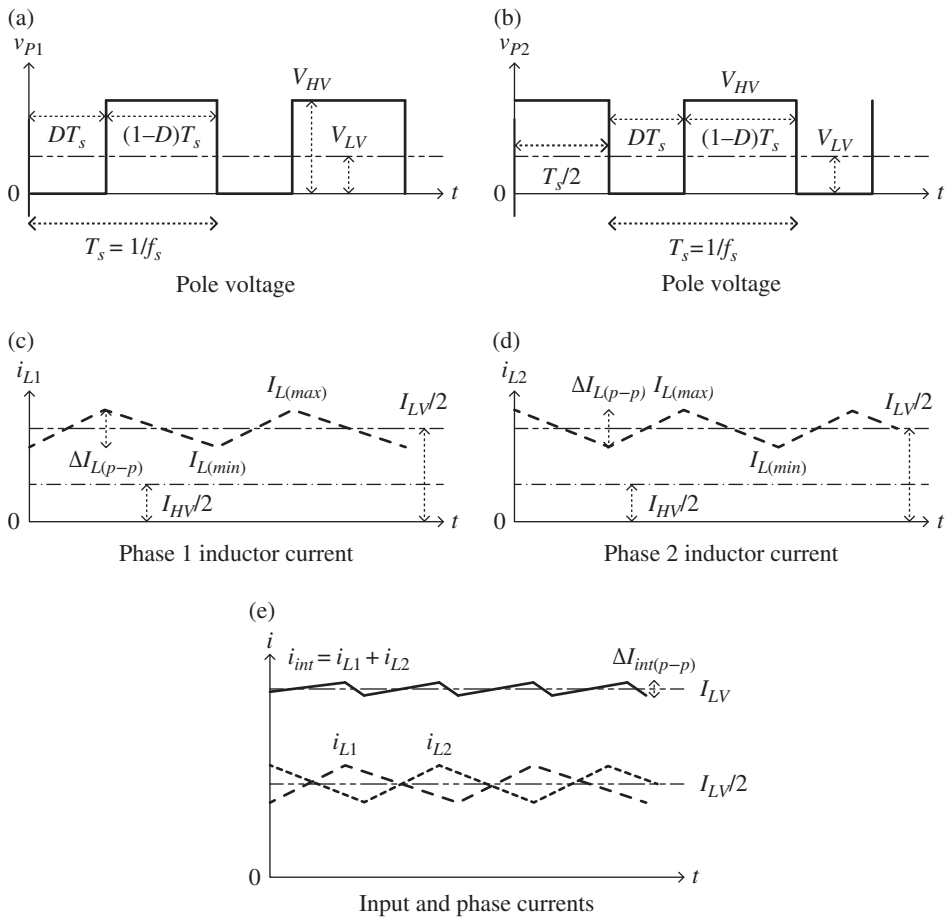 (a)
v_P1
V_HV
DT_s
(1–D)T_s
V_LV
0
t
T_s = 1/f_s
Pole voltage
(b)
v_P2
V_HV
DT_s
(1–D)T_s
V_LV
T_s/2
0
t
T_s = 1/f_s
Pole voltage
(c)
i_L1
I_L(max)
I_LV/2
ΔI_L(p–p)
I_L(min)
I_HV/2
0
t
Phase 1 inductor current
(d)
i_L2
ΔI_L(p–p) I_L(max)
I_LV/2
I_L(min)
I_HV/2
0
t
Phase 2 inductor current
(e)
i
i_int = i_L1 + i_L2
ΔI_int(p–p)
I_LV
i_L1
i_L2
I_LV/2
0
t
Input and phase currents